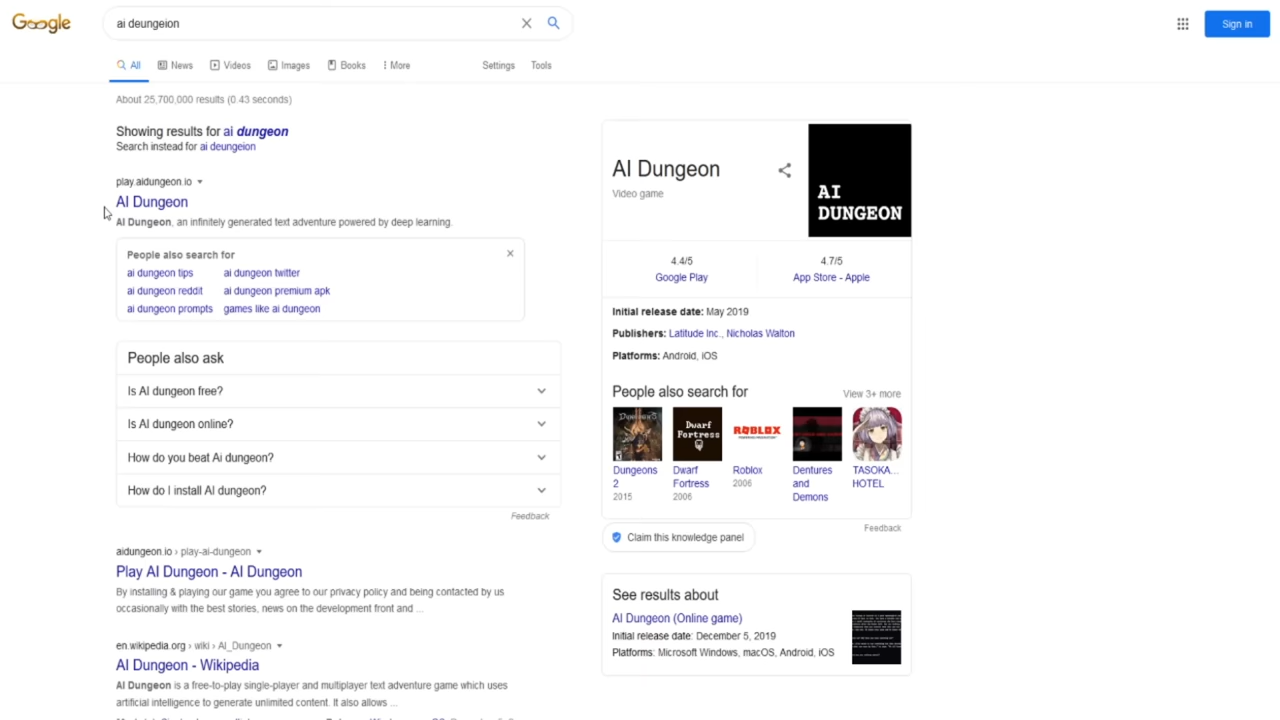 Google
ai deungeion
Sign in
All
News
Videos
Images
Books
More
Settings
Tools
About 25,700,000 results (0.43 seconds)
Showing results for ai dungeon
Search instead for ai deungeion
play.aidungeon.io
AI Dungeon
AI Dungeon, an infinitely generated text adventure powered by deep learning.
People also search for
ai dungeon tips
ai dungeon twitter
ai dungeon reddit
ai dungeon premium apk
ai dungeon prompts
games like ai dungeon
People also ask
Is AI dungeon free?
Is AI dungeon online?
How do you beat Ai dungeon?
How do I install AI dungeon?
Feedback
aidungeon.io › play-ai-dungeon
Play AI Dungeon - AI Dungeon
By installing & playing our game you agree to our privacy policy and being contacted by us
occasionally with the best stories, news on the development front and ...
en.wikipedia.org › wiki › AI_Dungeon
AI Dungeon - Wikipedia
AI Dungeon is a free-to-play single-player and multiplayer text adventure game which uses
artificial intelligence to generate unlimited content. It also allows ...
AI Dungeon
Video game
AI
DUNGEON
4.4/5
Google Play
4.7/5
App Store - Apple
Initial release date: May 2019
Publishers: Latitude Inc., Nicholas Walton
Platforms: Android, iOS
People also search for
View 3+ more
Dwarf
Fortress
ROBLOX
Dungeons
2
2015
Dwarf
Fortress
2006
Roblox
2006
Dentures
and
Demons
TASOKA...
HOTEL
Feedback
Claim this knowledge panel
See results about
AI Dungeon (Online game)
Initial release date: December 5, 2019
Platforms: Microsoft Windows, macOS, Android, iOS